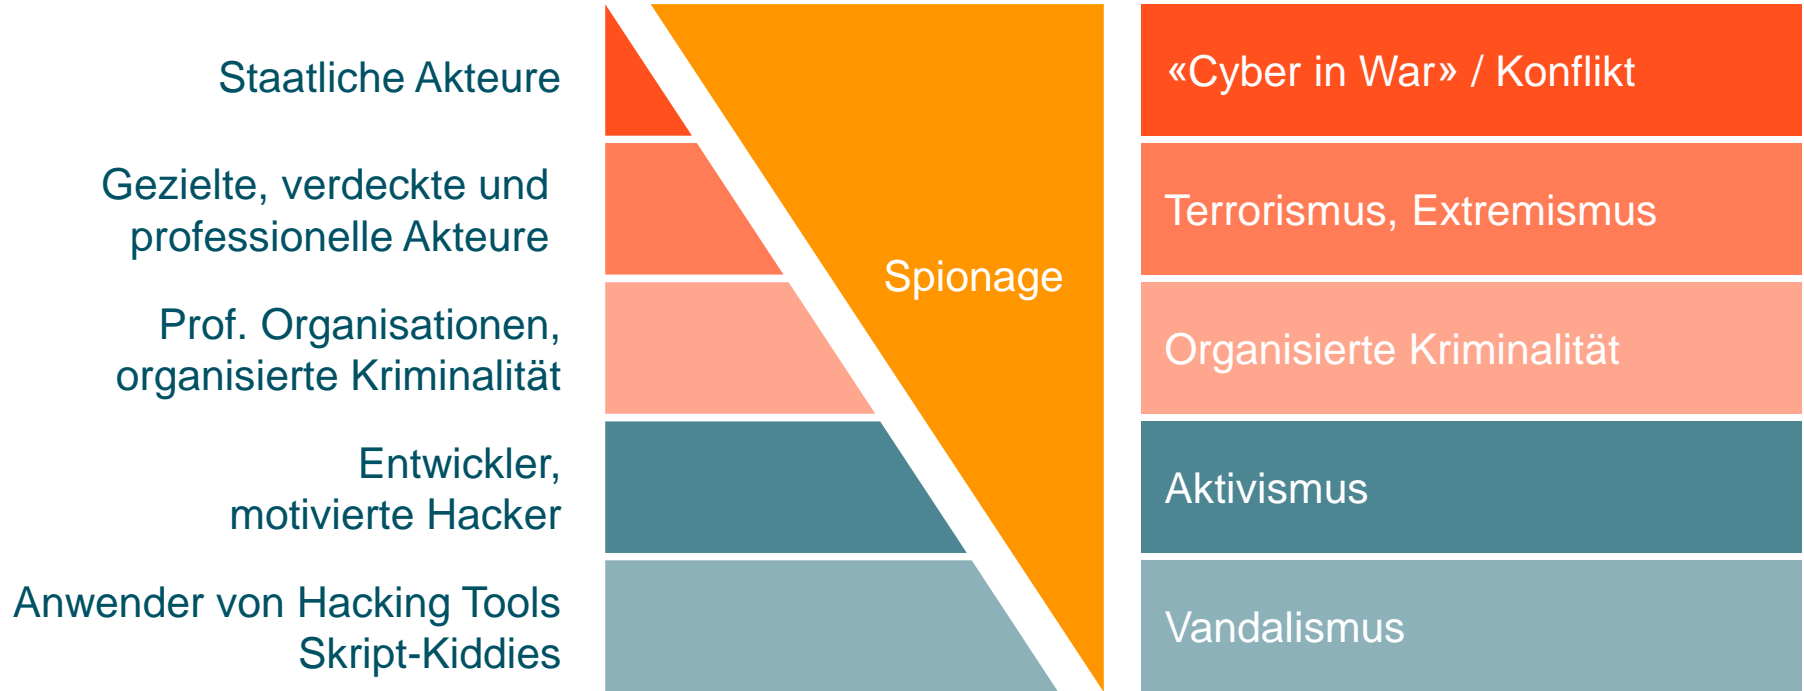 Staatliche Akteure
«Cyber in War» / Konflikt
Gezielte, verdeckte und
professionelle Akteure
Terrorismus, Extremismus
Spionage
Prof. Organisationen,
organisierte Kriminalität
Organisierte Kriminalität
Entwickler,
motivierte Hacker
Aktivismus
Anwender von Hacking Tools
Skript-Kiddies
Vandalismus